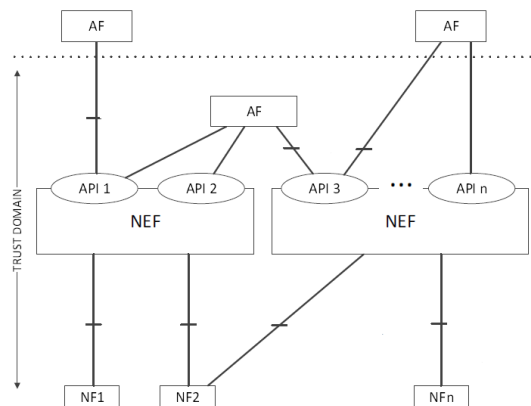 AF
AF
AF
API 1
API 2
API 3
•••
API n
NEF
NEF
TRUST DOMAIN
NF1
NF2
NFn